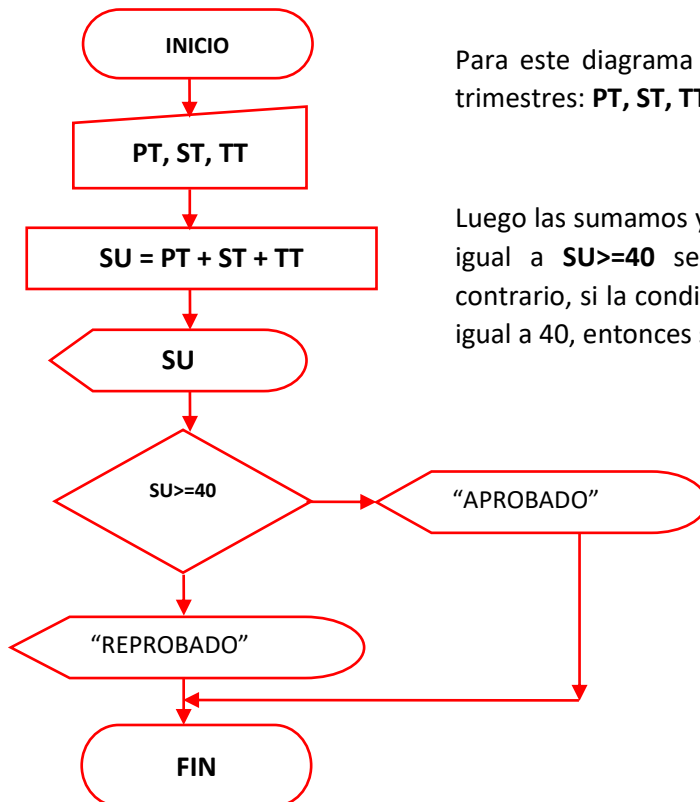 INICIO
Para este diagrama
trimestres: PT, ST, TT
PT, ST, TT
Luego las sumamos y
igual a SU>=40 se
contrario, si la condi
igual a 40, entonces
SU = PT + ST + TT
SU
SU>=40
“APROBADO”
“REPROBADO”
FIN